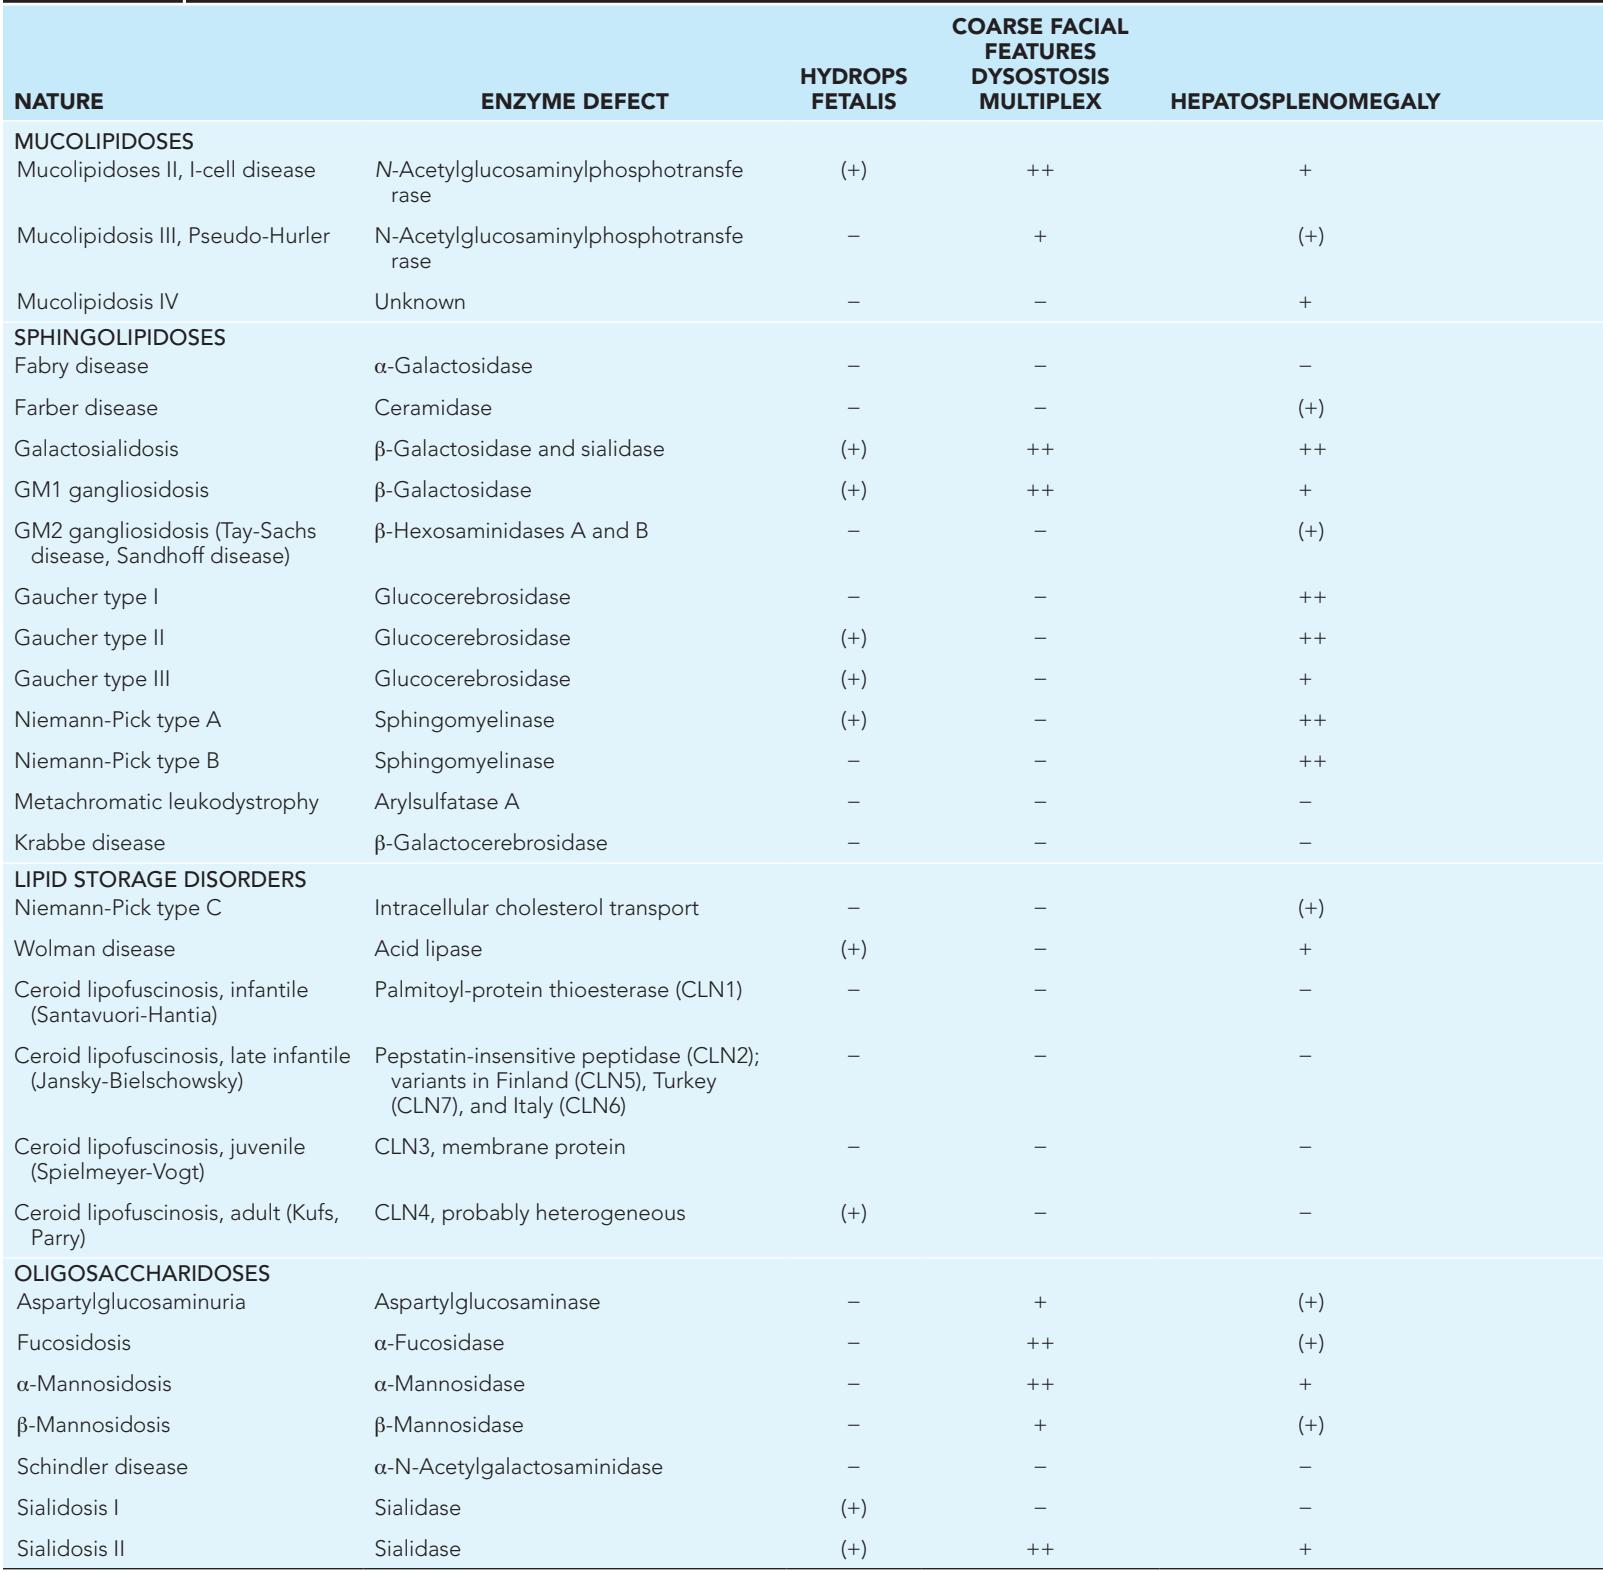 NATURE ENZYME DEFECT HYDROPS FETALIS COARSE FACIAL FEATURES DYSOSTOSIS MULTIPLEX HEPATOSPLENOMEGALY
MUCOLIPIDOSES
Mucolipidoses II, I-cell disease N-Acetylglucosaminylphosphotransfe (+) ++ +
rase
Mucolipidosis III, Pseudo-Hurler N-Acetylglucosaminylphosphotransfe − + (+)
rase
Mucolipidosis IV Unknown − − +
SPHINGOLIPIDOSES
Fabry disease α-Galactosidase − − −
Farber disease Ceramidase − − (+)
Galactosialidosis β-Galactosidase and sialidase (+) ++ ++
GM1 gangliosidosis β-Galactosidase (+) ++ +
GM2 gangliosidosis (Tay-Sachs β-Hexosaminidases A and B − − (+)
disease, Sandhoff disease)
Gaucher type I Glucocerebrosidase − − ++
Gaucher type II Glucocerebrosidase (+) − ++
Gaucher type III Glucocerebrosidase (+) − +
Niemann-Pick type A Sphingomyelinase (+) − ++
Niemann-Pick type B Sphingomyelinase − − ++
Metachromatic leukodystrophy Arylsulfatase A − − −
Krabbe disease β-Galactocerebrosidase − − −
LIPID STORAGE DISORDERS
Niemann-Pick type C Intracellular cholesterol transport − − (+)
Wolman disease Acid lipase (+) − +
Ceroid lipofuscinosis, infantile Palmitoyl-protein thioesterase (CLN1) − − −
(Santavuori-Hantia)
Ceroid lipofuscinosis, late infantile Pepstatin-insensitive peptidase (CLN2); − − −
(Jansky-Bielschowsky) variants in Finland (CLN5), Turkey
(CLN7), and Italy (CLN6)
Ceroid lipofuscinosis, juvenile CLN3, membrane protein − − −
(Spielmeyer-Vogt)
Ceroid lipofuscinosis, adult (Kufs, CLN4, probably heterogeneous (+) − −
Parry)
OLIGOSACCHARIDOSES
Aspartylglucosaminuria Aspartylglucosaminase − + (+)
Fucosidosis α-Fucosidase − ++ (+)
α-Mannosidosis α-Mannosidase − ++ +
β-Mannosidosis β-Mannosidase − + (+)
Schindler disease α-N-Acetylgalactosaminidase − − −
Sialidosis I Sialidase (+) − −
Sialidosis II Sialidase (+) ++ +